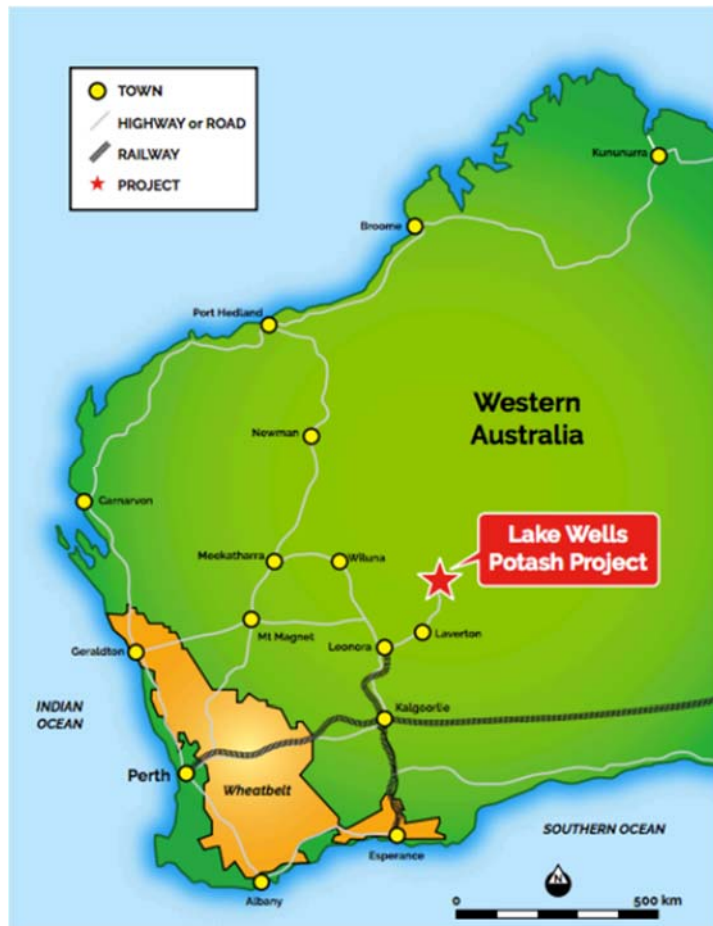 TOWN
HIGHWAY or ROAD
RAILWAY
PROJECT
Kununurra
Broome
Port Hedland
Western
Australia
Newman
Carnarvon
Lake Wells
Potash Project
Meekatharra
Wiluna
Mt Magnet
Laverton
Leonora
Geraldton
INDIAN
OCEAN
Kalgoorlie
Perth
Wheatbelt
SOUTHERN OCEAN
Esperance
N
Albany
0
500 km